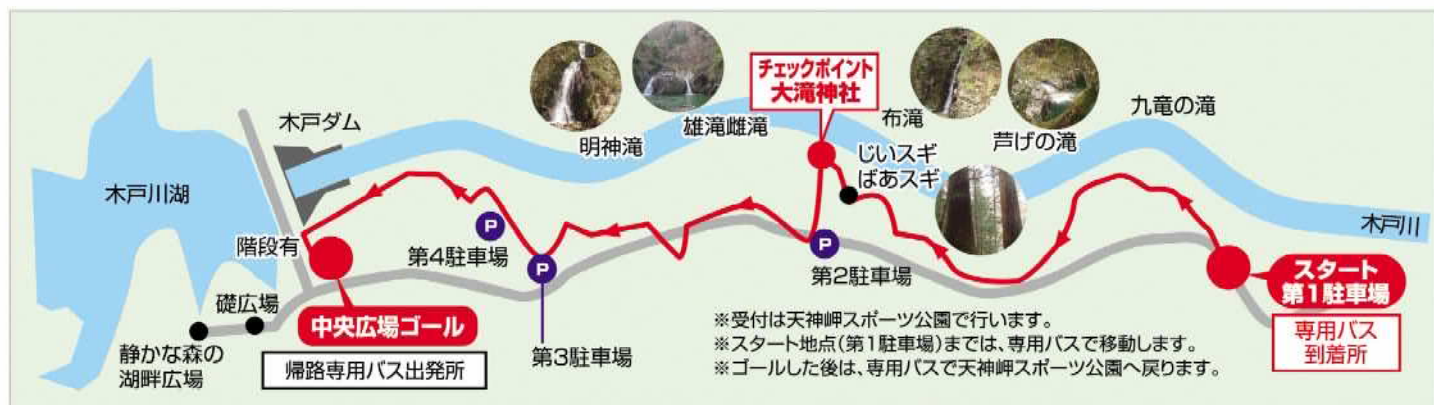 木戸ダム
木戸川湖
明神滝
雄滝雌滝
チェックポイント
大滝神社
布滝
じいスギ
ばあスギ
芦げの滝
九竜の滝
木戸川
階段有
礎広場
静かな森の
湖畔広場
中央広場ゴール
帰路専用バス出発所
P
第4駐車場
P
第3駐車場
P
第2駐車場
スタート
第1駐車場
専用バス
到着所
※受付は天神岬スポーツ公園で行います。
※スタート地点(第1駐車場)までは、専用バスで移動します。
※ゴールした後は、専用バスで天神岬スポーツ公園へ戻ります。